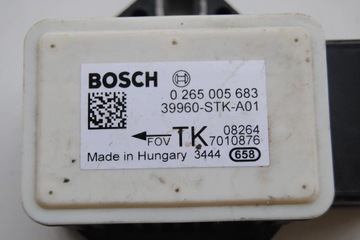 BOSCH
0 265 005 683
39960-STK-A01
FOV TK 08264
7010876
Made in Hungary 3444 658